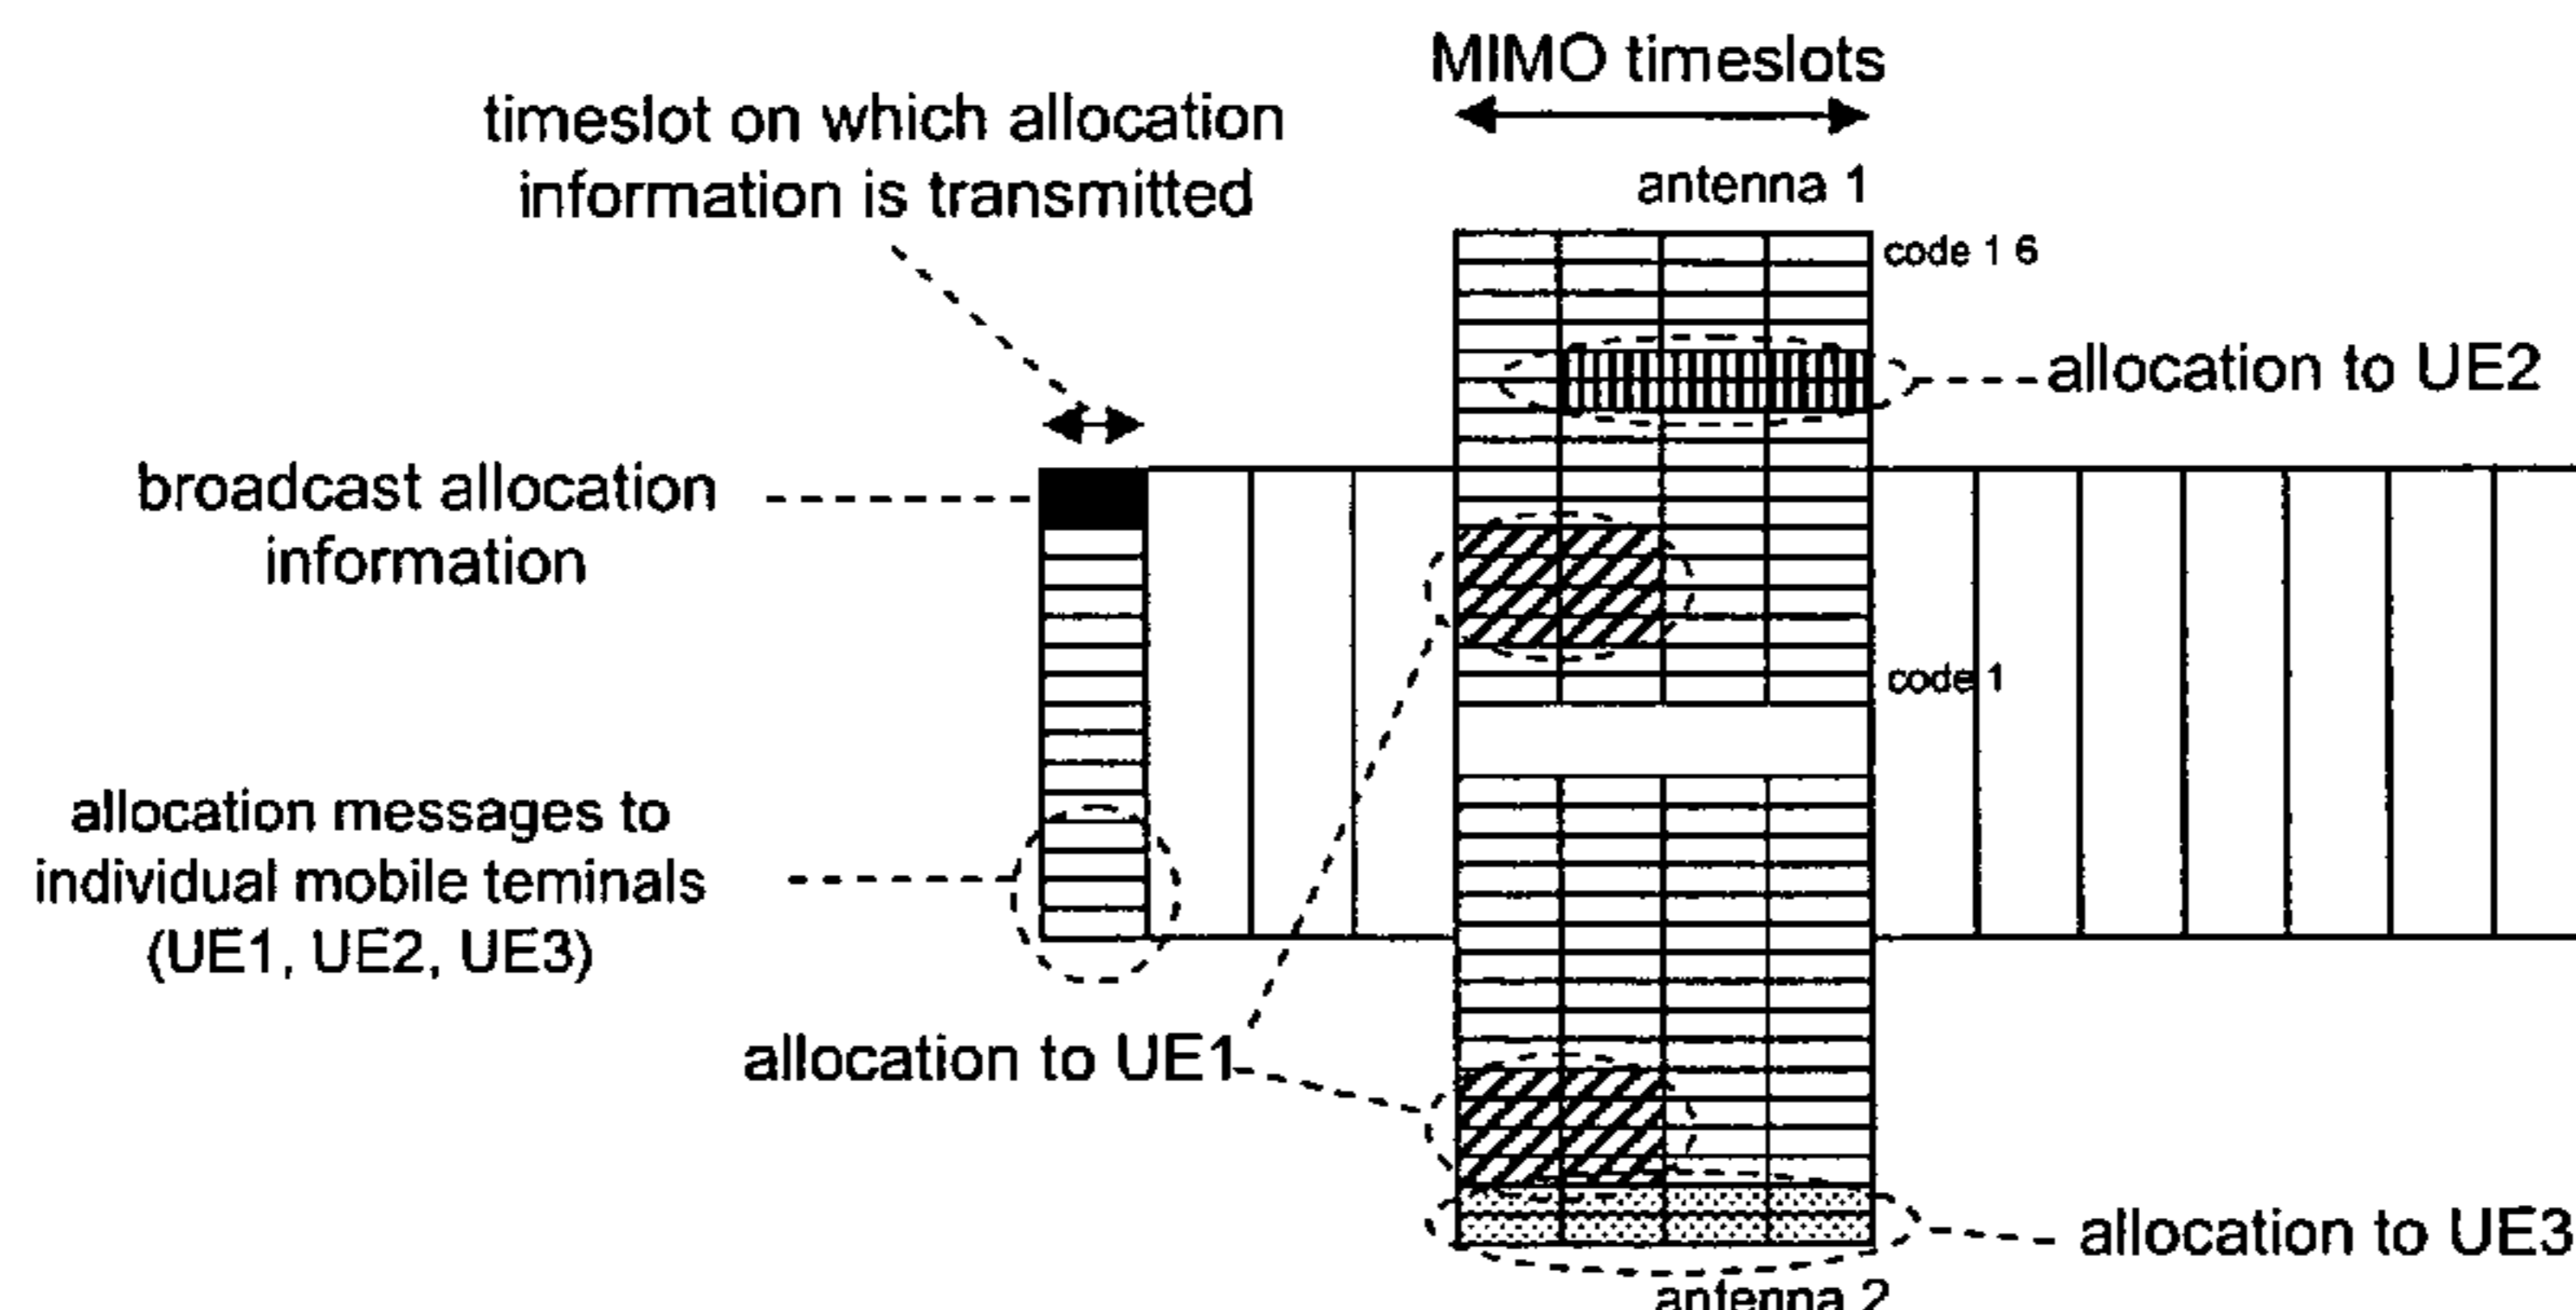 MIMO timeslots
timeslot on which allocation
information is transmitted
antenna 1
code 1 6
allocation to UE2
broadcast allocation
information
code 1
allocation messages to
individual mobile teminals
(UE1, UE2, UE3)
allocation to UE1
allocation to UE3
antenna 2